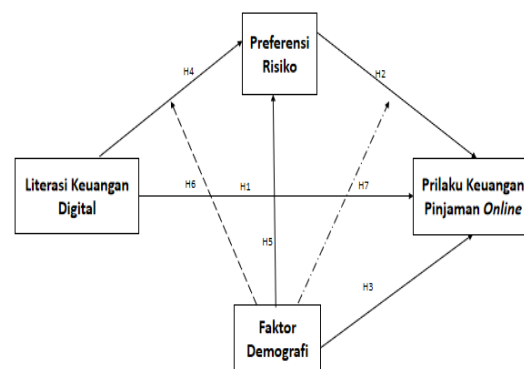 Preferensi
Risiko
H4
H2
Literasi Keuangan
Digital
H6
H1
H7
Prilaku Keuangan
Pinjaman Online
H5
H3
Faktor
Demografi